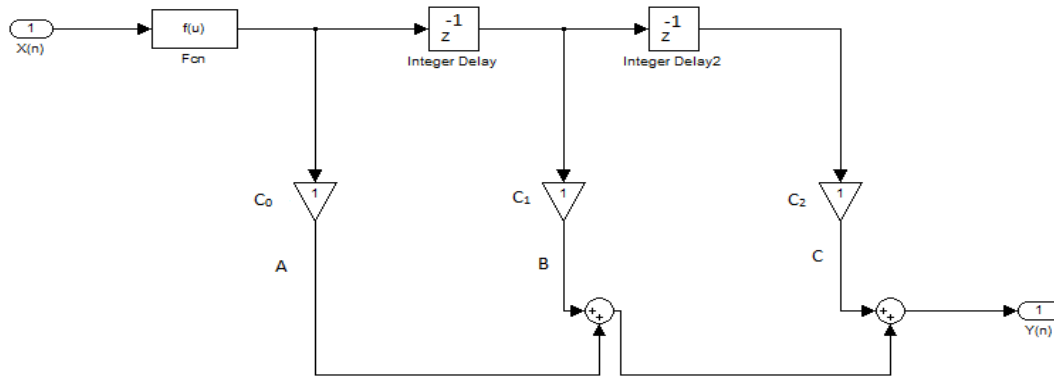 1
X(n)
f(u)
Fcn
-1
z
Integer Delay
-1
z
Integer Delay2
C₀
1
C₁
1
C₂
1
A
B
C
+
+
+
+
1
Y(n)